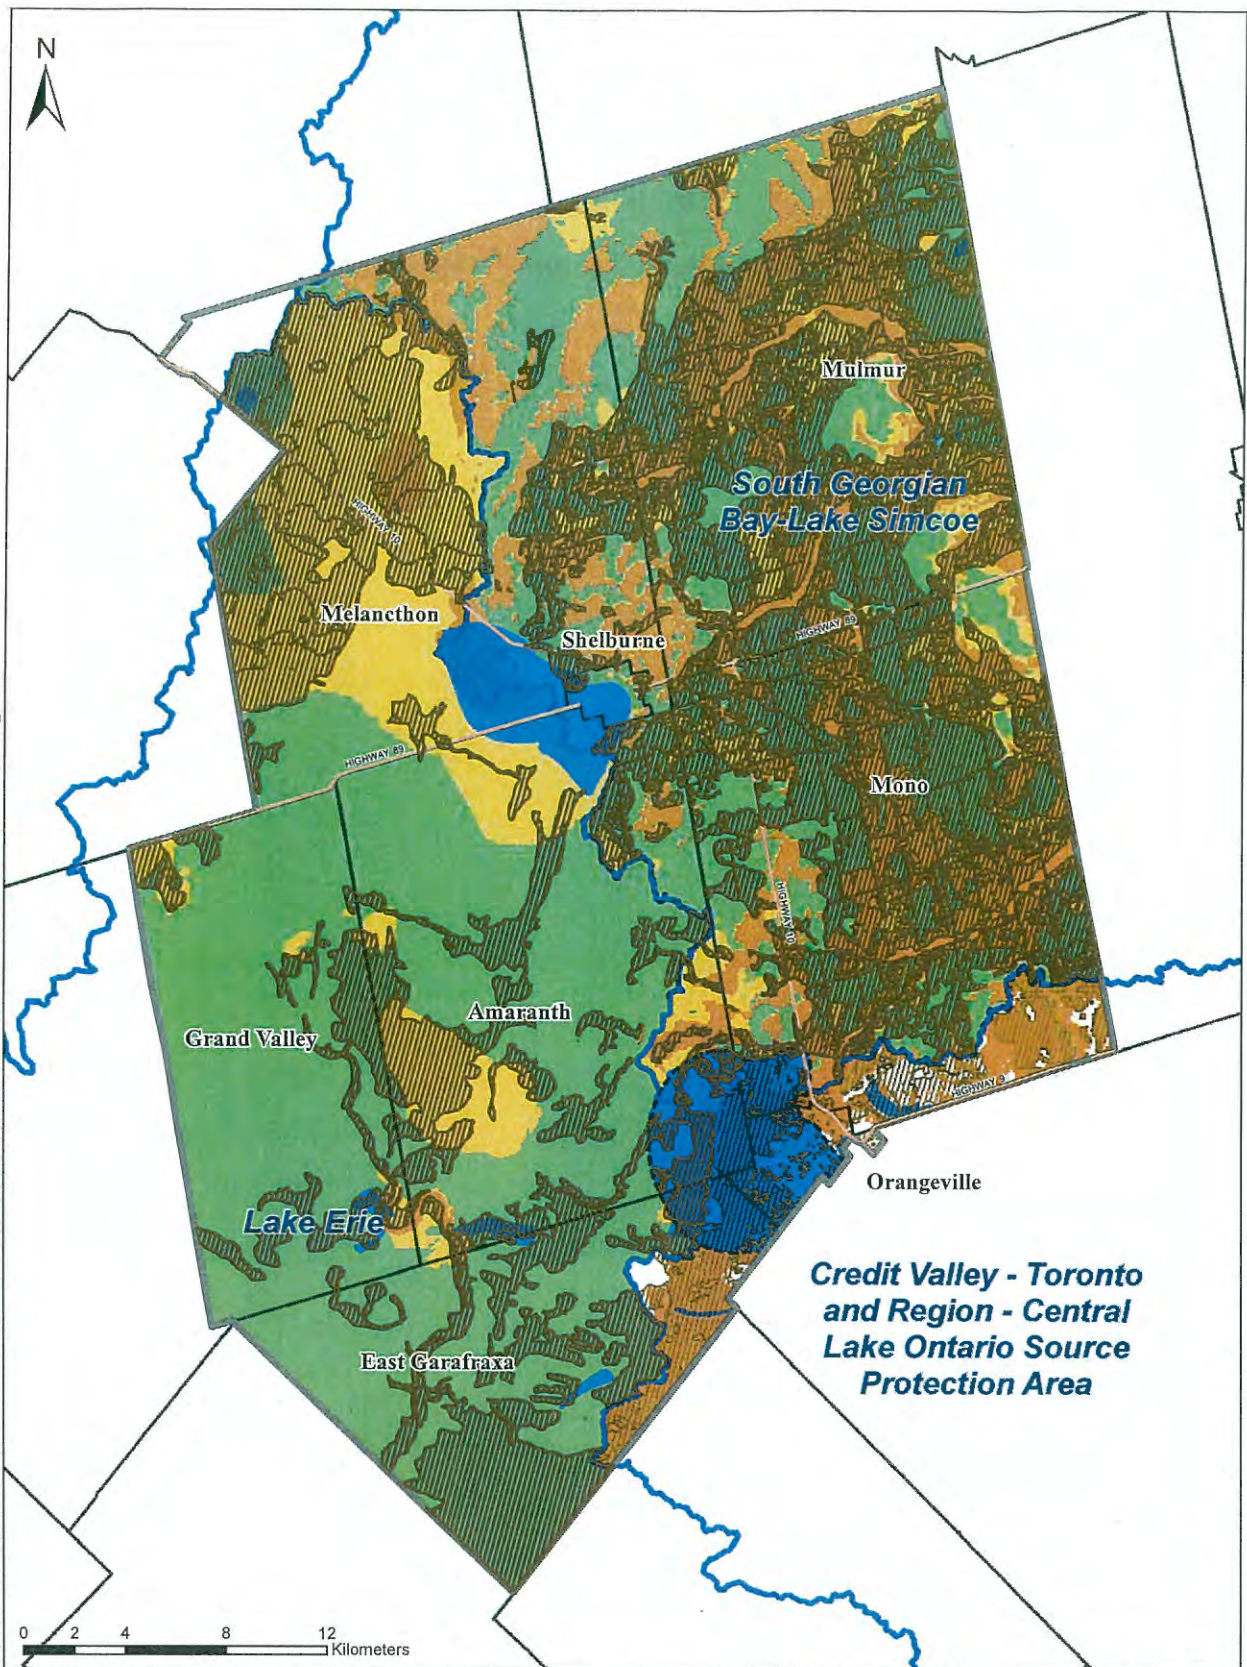 N
Mulmur
South Georgian
Bay-Lake Simcoe
HIGHWAY 10
Melancthon
Shelburne
HIGHWAY 89
HIGHWAY 89
Mono
HIGHWAY 10
Amaranth
Grand Valley
HIGHWAY 9
Orangeville
Lake Erie
Credit Valley - Toronto
and Region - Central
Lake Ontario Source
Protection Area
East Garafraxa
0 2 4 8 12
Kilometers